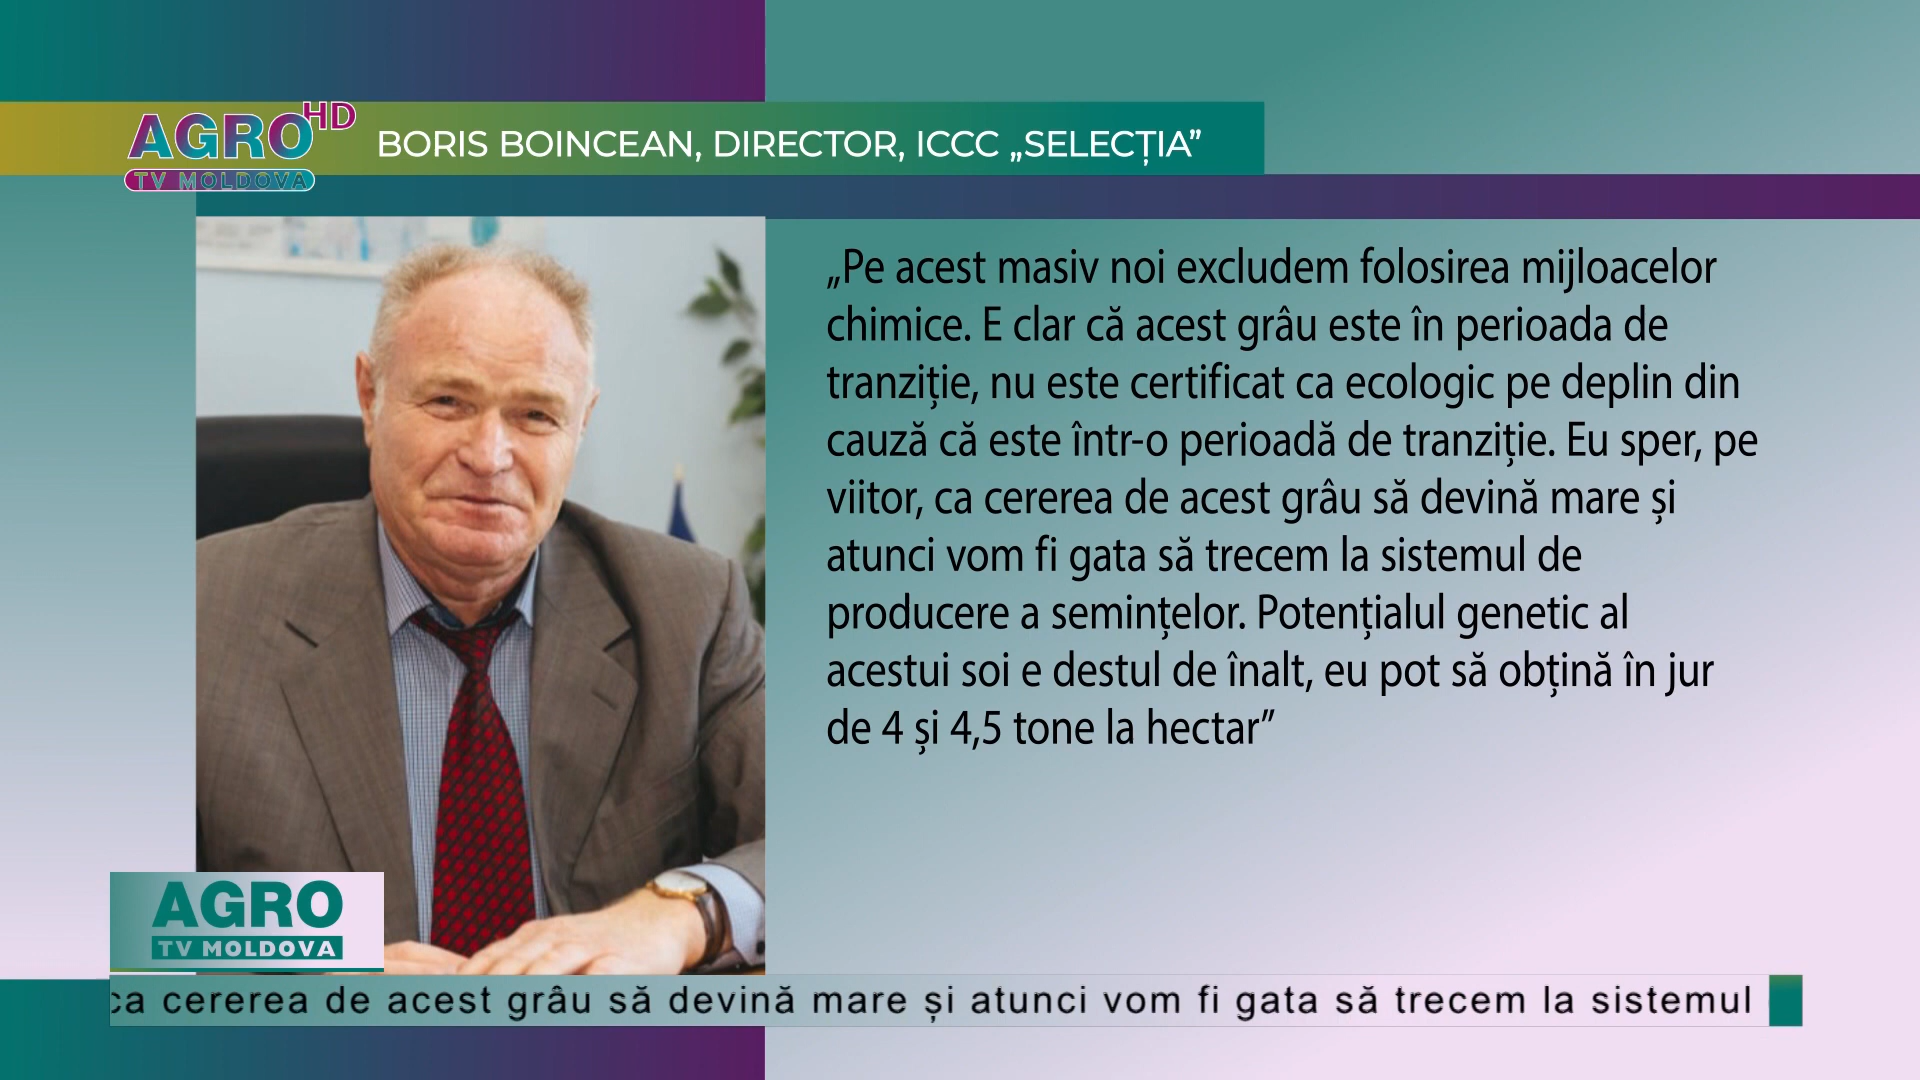 AGRO HD
TV MOLDOVA
BORIS BOINCEAN, DIRECTOR, ICCC „SELECȚIA”
„Pe acest masiv noi excludem folosirea mijloacelor
chimice. E clar că acest grâu este în perioada de
tranziție, nu este certificat ca ecologic pe deplin din
cauză că este într-o perioadă de tranziție. Eu sper, pe
viitor, ca cererea de acest grâu să devină mare și
atunci vom fi gata să trecem la sistemul de
producere a semințelor. Potențialul genetic al
acestui soi e destul de înalt, eu pot să obțină în jur
de 4 și 4,5 tone la hectar”
AGRO
TV MOLDOVA
ca cererea de acest grâu să devină mare și atunci vom fi gata să trecem la sistemul